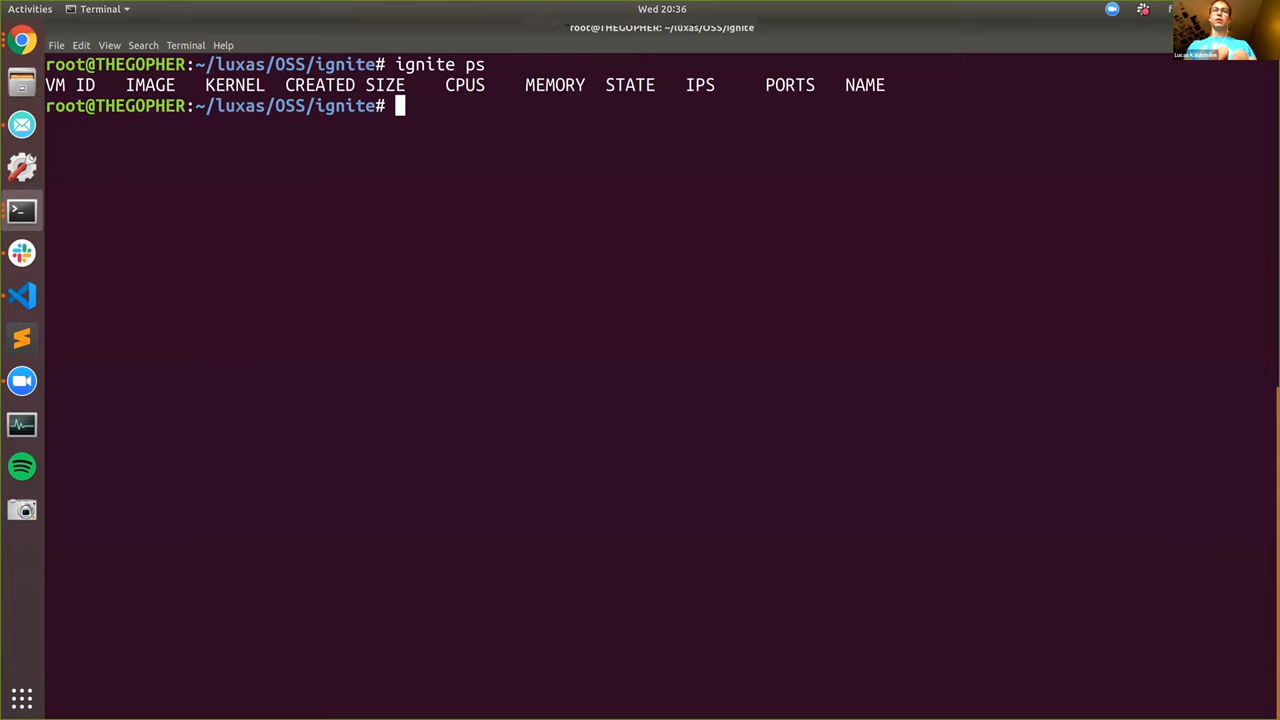 Activities Terminal Wed 20:36
root@THEGOPHER: ~/luxas/OSS/ignite
File Edit View Search Terminal Help
root@THEGOPHER:~/luxas/OSS/ignite# ignite ps
VM ID IMAGE KERNEL CREATED SIZE CPUS MEMORY STATE IPS PORTS NAME
root@THEGOPHER:~/luxas/OSS/ignite#
Lucas Käldström